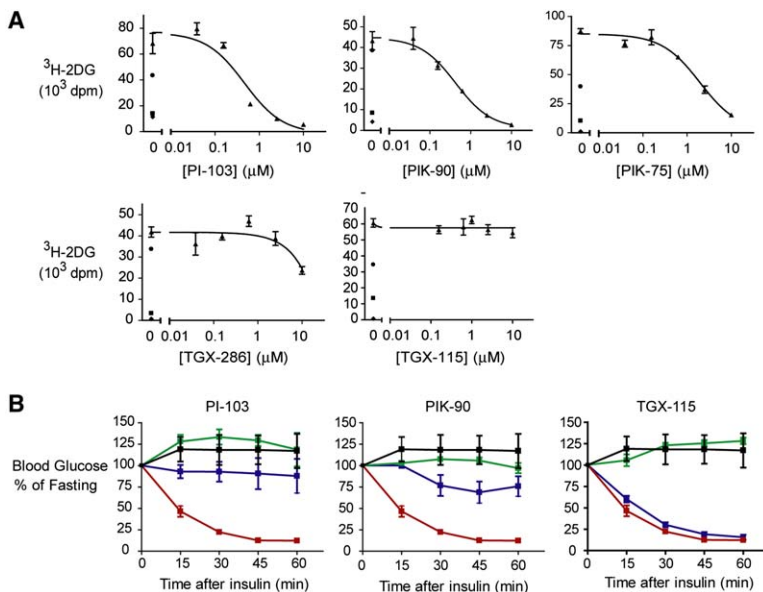 A
³H-2DG
(10³ dpm)
80
60
40
20
0
0 0.01 0.1 1 10
[PI-103] (µM)
50
40
30
20
10
0
0 0.01 0.1 1 10
[PIK-90] (µM)
100
75
50
25
0
0 0.01 0.1 1 10
[PIK-75] (µM)
³H-2DG
(10³ dpm)
50
40
30
20
10
0
0 0.01 0.1 1 10
[TGX-286] (µM)
70
60
50
40
30
20
10
0
0 0.01 0.1 1 10
[TGX-115] (µM)
B
Blood Glucose
% of Fasting
PI-103
150
125
100
75
50
25
0
0 15 30 45 60
Time after insulin (min)
PIK-90
150
125
100
75
50
25
0
0 15 30 45 60
Time after insulin (min)
TGX-115
150
125
100
75
50
25
0
0 15 30 45 60
Time after insulin (min)